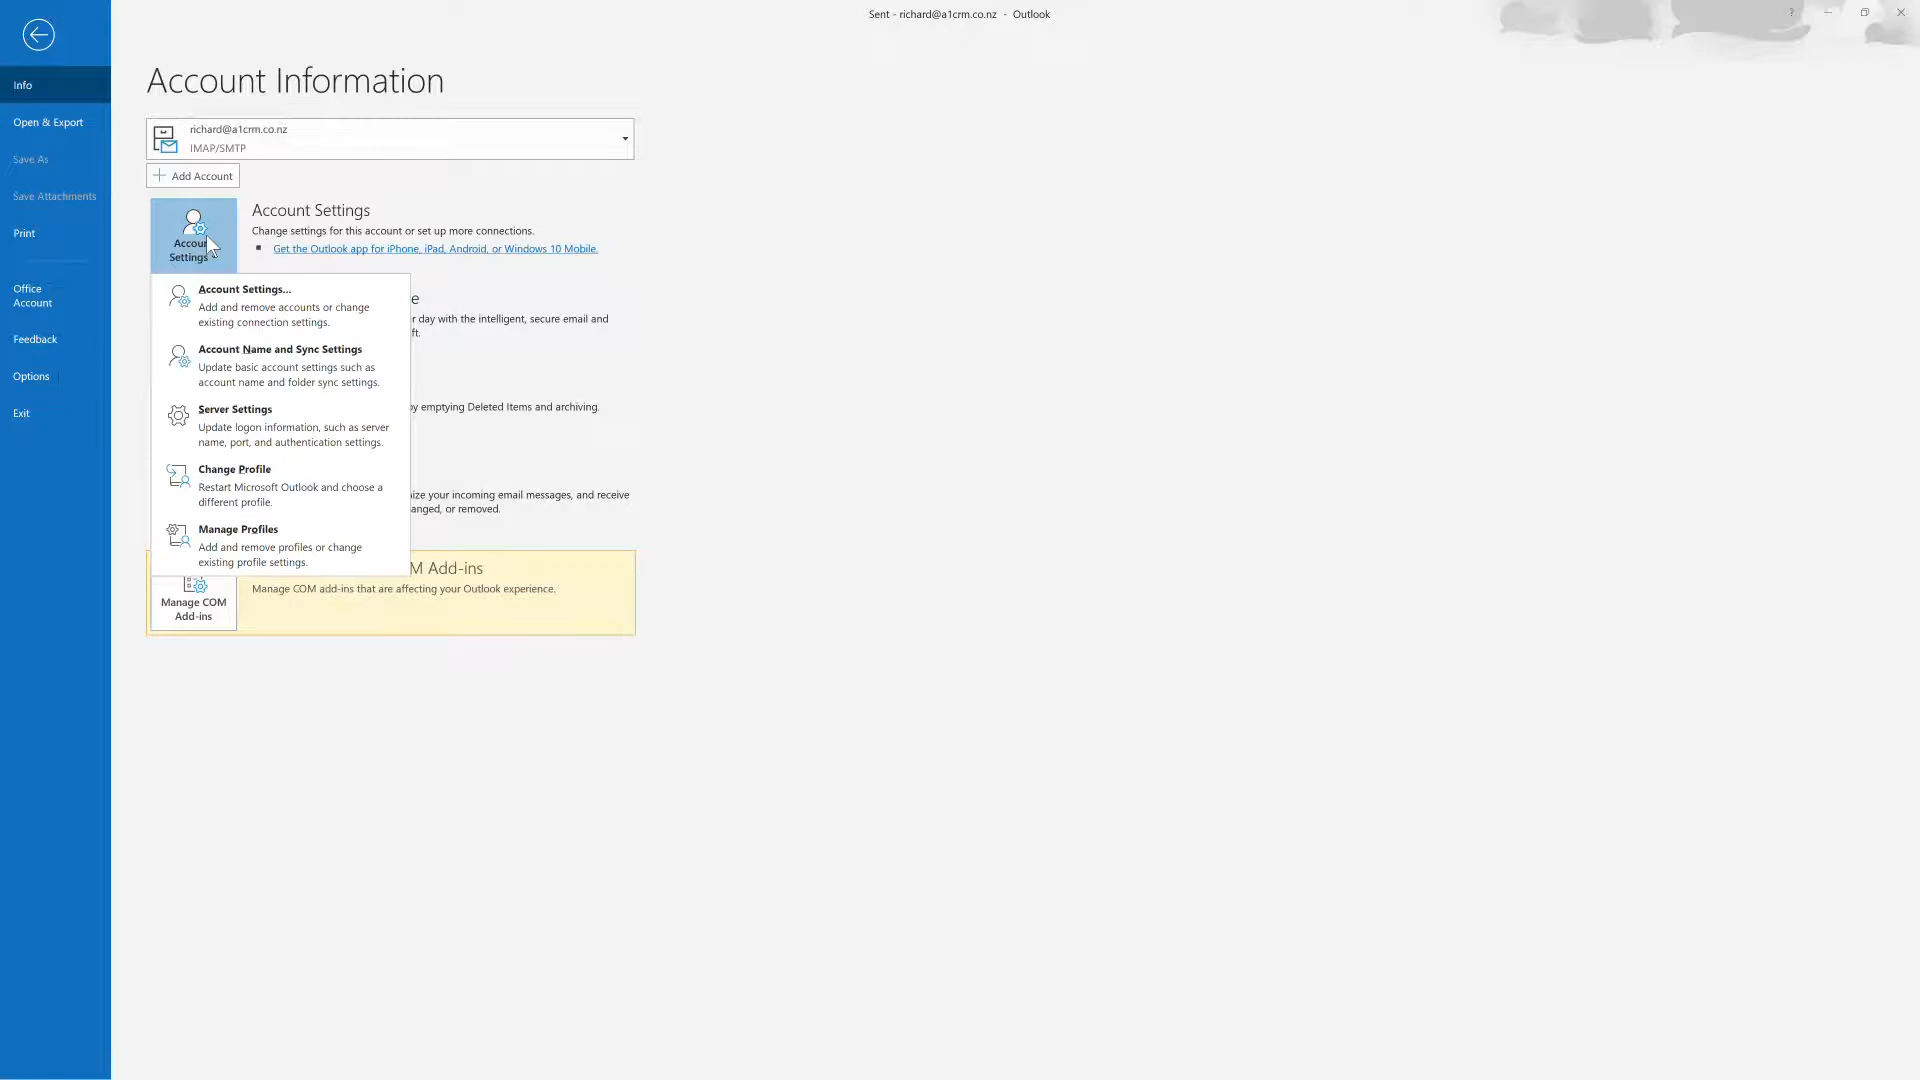 Sent - richard@a1crm.co.nz - Outlook
?
Info
Open & Export
Save As
Save Attachments
Print
Office
Account
Feedback
Options
Exit
Account Information
richard@a1crm.co.nz
IMAP/SMTP
Add Account
Account Settings
Change settings for this account or set up more connections.
Get the Outlook app for iPhone, iPad, Android, or Windows 10 Mobile.
Accou
Settings
Account Settings...
Add and remove accounts or change
existing connection settings.
Account Name and Sync Settings
Update basic account settings such as
account name and folder sync settings.
Server Settings
Update logon information, such as server
name, port, and authentication settings.
Change Profile
Restart Microsoft Outlook and choose a
different profile.
Manage Profiles
Add and remove profiles or change
existing profile settings.
e
r day with the intelligent, secure email and
ft.
by emptying Deleted Items and archiving.
ize your incoming email messages, and receive
anged, or removed.
M Add-ins
Manage COM add-ins that are affecting your Outlook experience.
Manage COM
Add-ins